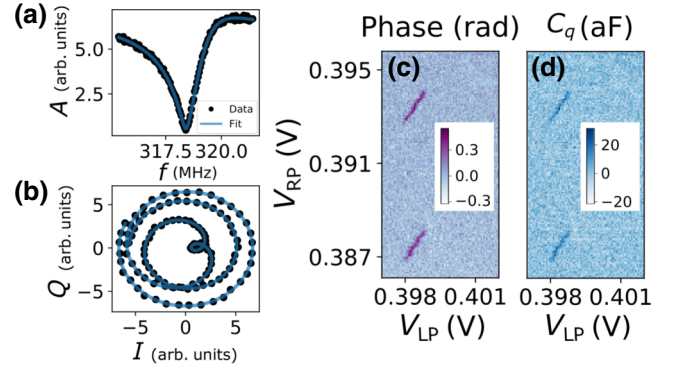 (a)
A (arb. units)
5.0
2.5
Data
Fit
317.5 320.0
f (MHz)
(b)
Q (arb. units)
5
0
−5
−5 0 5
I (arb. units)
Phase (rad)
(c)
V_RP (V)
0.395
0.391
0.387
0.3
0.0
−0.3
0.398 0.401
V_LP (V)
C_q (aF)
(d)
20
0
−20
0.398 0.401
V_LP (V)